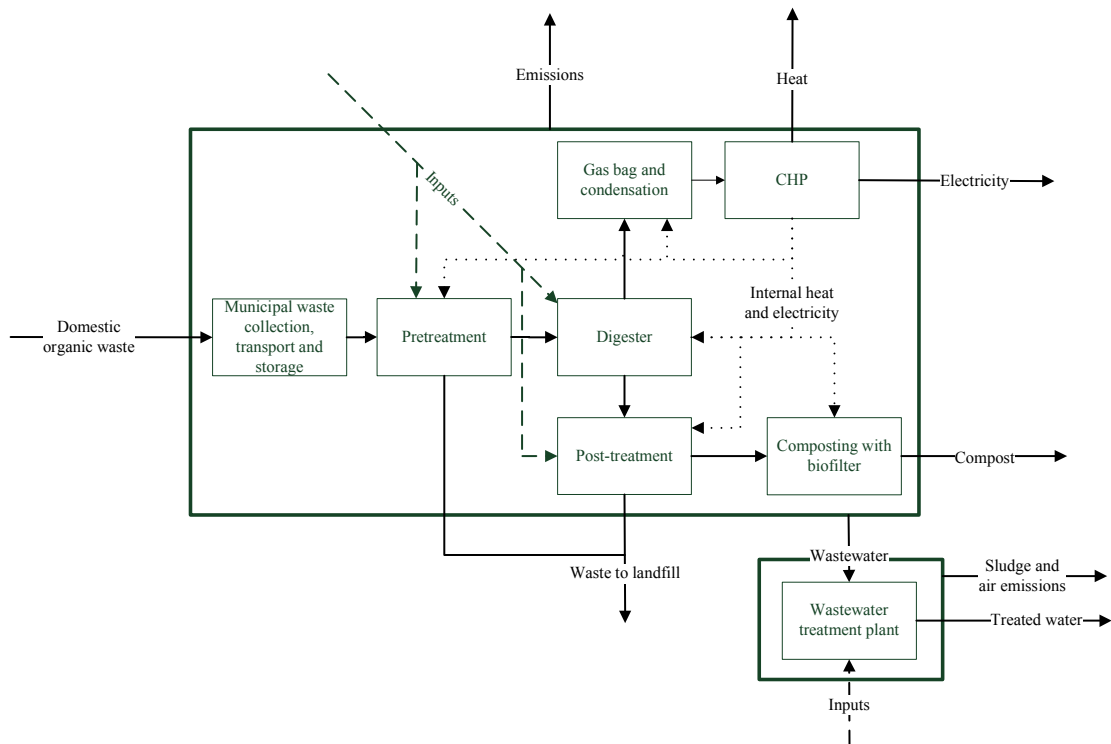 Emissions
Heat
Inputs
Gas bag and
condensation
CHP
Electricity
Internal heat
and electricity
Domestic
organic waste
Municipal waste
collection,
transport and
storage
Pretreatment
Digester
Post-treatment
Composting with
biofilter
Compost
Waste to landfill
Wastewater
Sludge and
air emissions
Wastewater
treatment plant
Treated water
Inputs